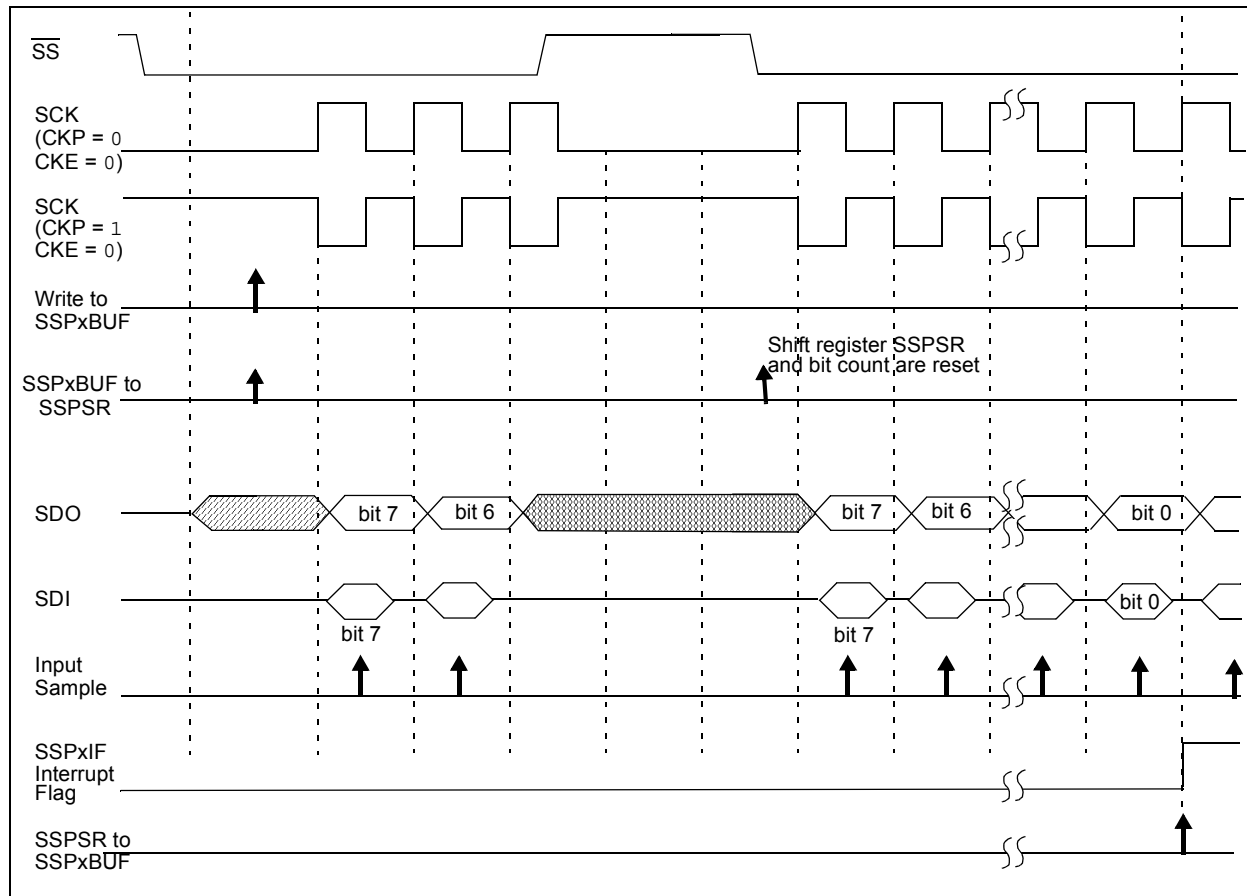 SS
SCK
(CKP = 0
CKE = 0)
SCK
(CKP = 1
CKE = 0)
Write to
SSPxBUF
Shift register SSPSR
and bit count are reset
SSPxBUF to
SSPSR
SDO
bit 7
bit 6
bit 7
bit 6
bit 0
SDI
bit 0
bit 7
bit 7
Input
Sample
SSPxIF
Interrupt
Flag
SSPSR to
SSPxBUF